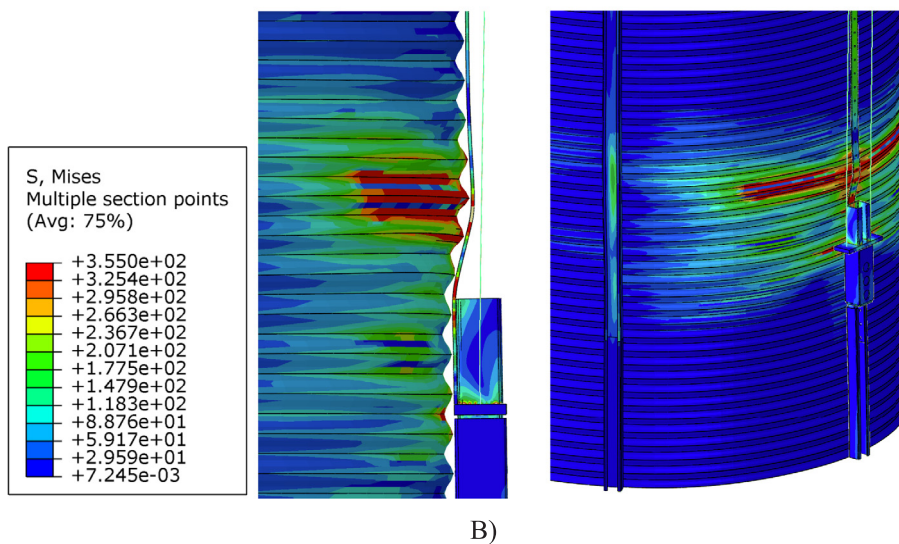 S, Mises
Multiple section points
(Avg: 75%)
+3.550e+02
+3.254e+02
+2.958e+02
+2.663e+02
+2.367e+02
+2.071e+02
+1.775e+02
+1.479e+02
+1.183e+02
+8.876e+01
+5.917e+01
+2.959e+01
+7.245e-03
B)